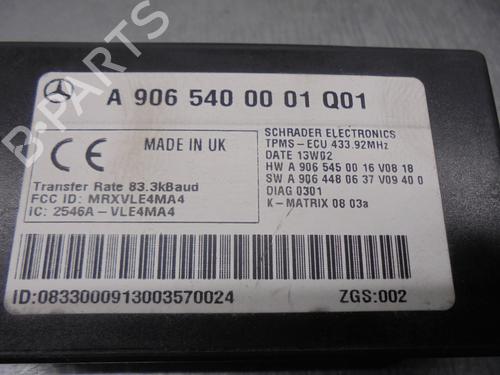 A 906 540 00 01 Q01
CE
MADE IN UK
SCHRADER ELECTRONICS
TPMS-ECU 433.92MHz
DATE 13W02
HW A 906 545 00 16 V08 18
SW A 906 448 06 37 V09 40 0
DIAG 0301
K-MATRIX 08 03a
Transfer Rate 83.3kBaud
FCC ID: MRXVLE4MA4
IC: 2546A-VLE4MA4
ID:0833000913003570024
ZGS:002
B-PARTS